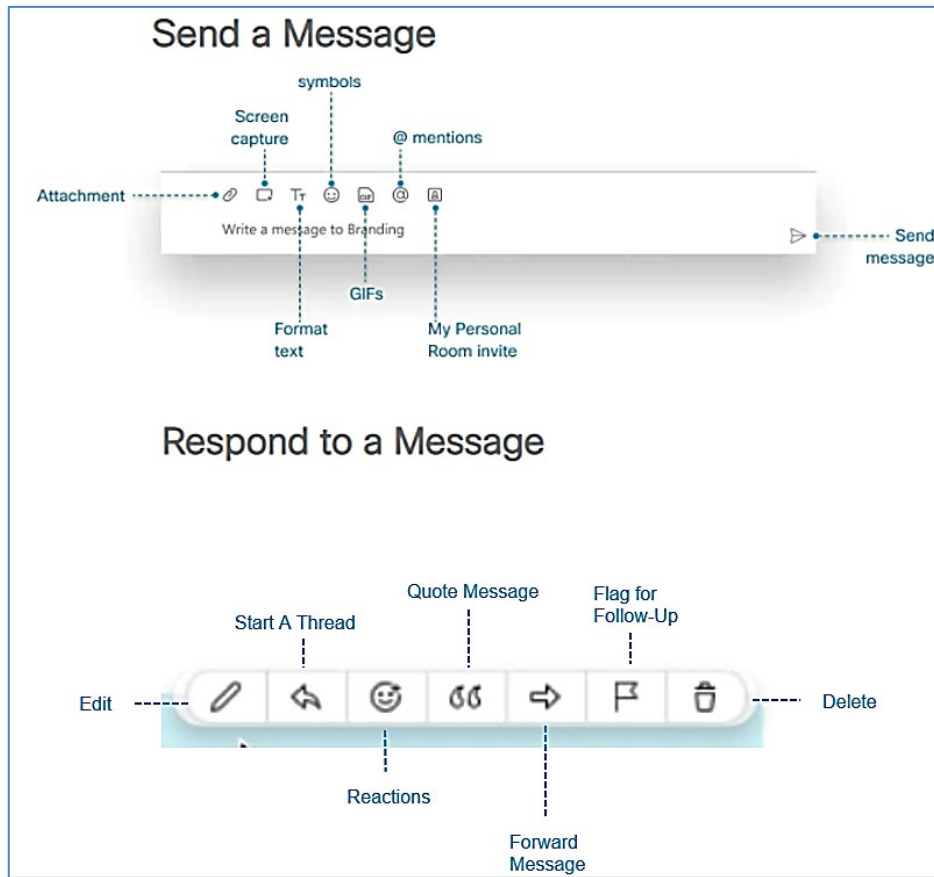 Send a Message
symbols
Screen
capture
@ mentions
Attachment
GIF
Write a message to Branding
Send
message
GIFs
Format
text
My Personal
Room invite
Respond to a Message
Quote Message
Flag for
Follow-Up
Start A Thread
Edit
Delete
Reactions
Forward
Message